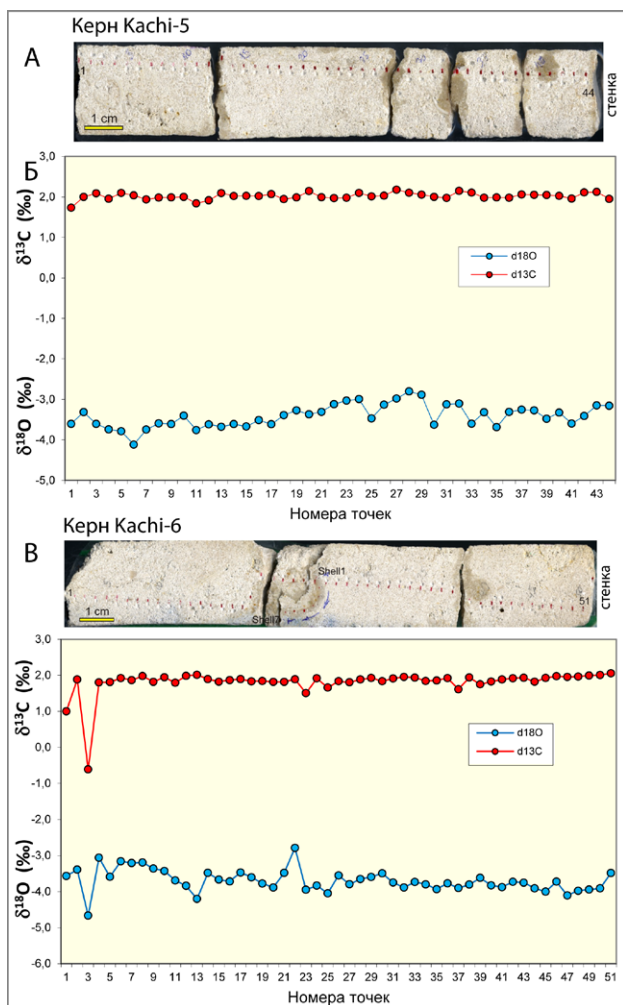 Керн Kachi-5
А
1
44
1 cm
стенка
Б
3,0
2,0
1,0
0,0
-1,0
-2,0
-3,0
-4,0
-5,0
δ¹³C (‰)
δ¹⁸O (‰)
d18O
d13C
1 3 5 7 9 11 13 15 17 19 21 23 25 27 29 31 33 35 37 39 41 43
Номера точек
Керн Kachi-6
В
Shell1
1 cm
51
стенка
3,0
2,0
1,0
0,0
-1,0
-2,0
-3,0
-4,0
-5,0
-6,0
δ¹³C (‰)
δ¹⁸O (‰)
d18O
d13C
1 3 5 7 9 11 13 15 17 19 21 23 25 27 29 31 33 35 37 39 41 43 45 47 49 51
Номера точек